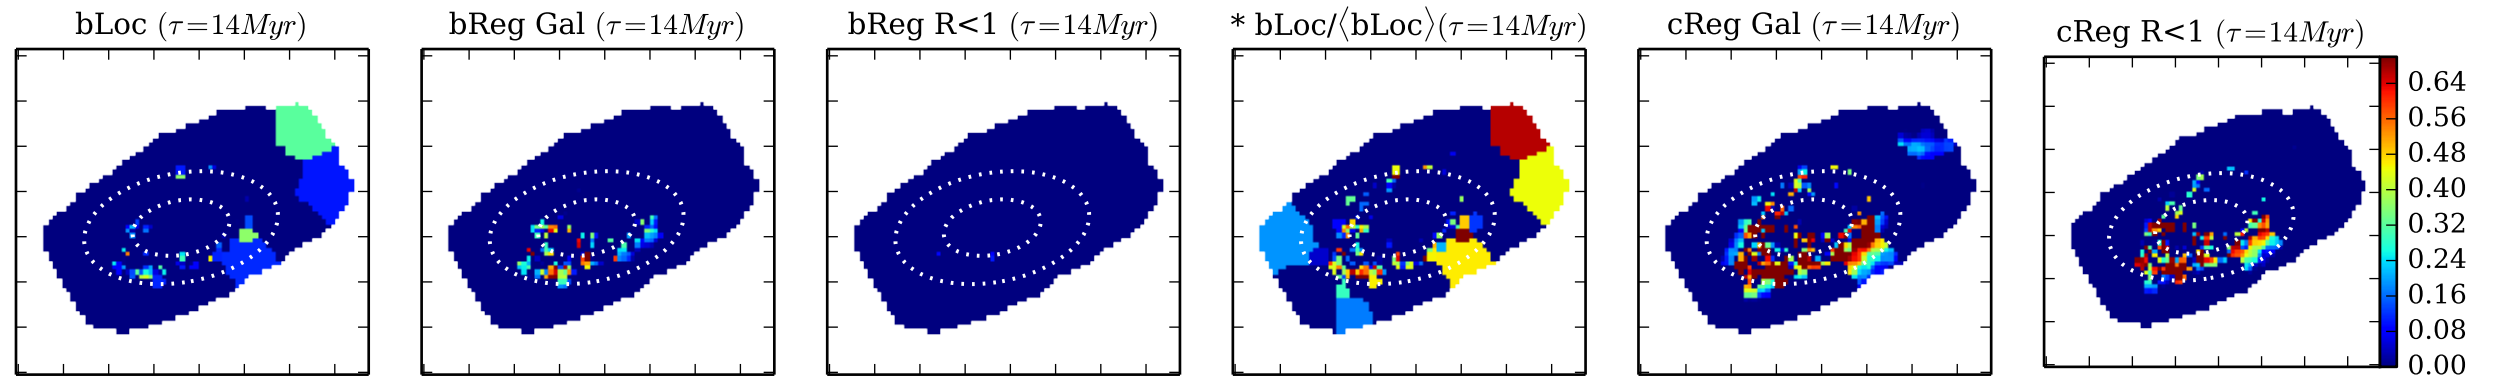 bLoc (τ=14Myr)
bReg Gal (τ=14Myr)
bReg R<1 (τ=14Myr)
* bLoc/⟨bLoc⟩(τ=14Myr)
cReg Gal (τ=14Myr)
cReg R<1 (τ=14Myr)
0.64
0.56
0.48
0.40
0.32
0.24
0.16
0.08
0.00